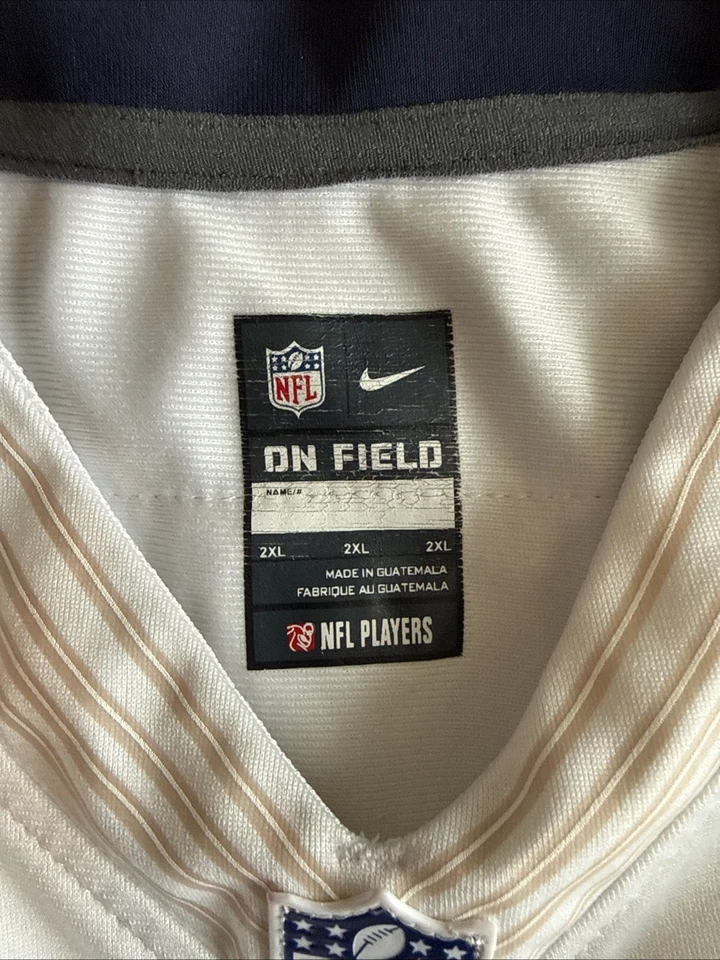 NFL
ON FIELD
NAME/#
2XL 2XL 2XL
MADE IN GUATEMALA
FABRIQUE AU GUATEMALA
NFL PLAYERS